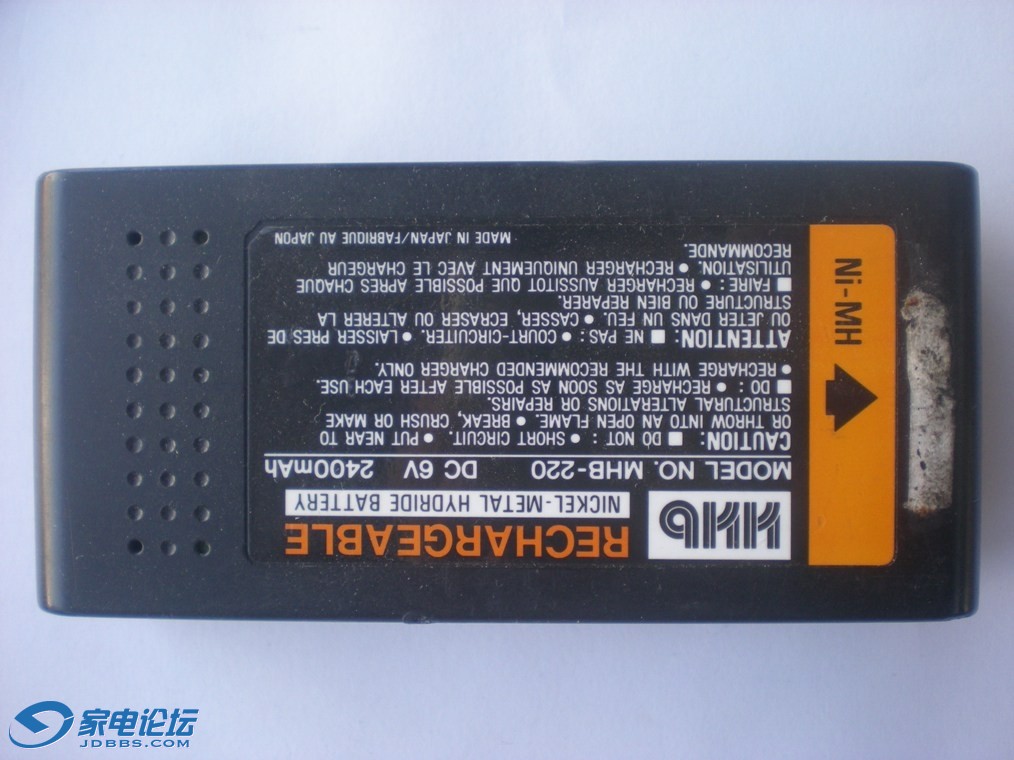 HHb
RECHARGEABLE
NICKEL-METAL HYDRIDE BATTERY
MODEL NO. MHB-220 DC 6V 2400mAh
CAUTION: ■ DO NOT : ● SHORT CIRCUIT. ● PUT NEAR TO
OR THROW INTO AN OPEN FLAME. ● BREAK, CRUSH OR MAKE
STRUCTURAL ALTERATIONS OR REPAIRS.
■ DO : ● RECHARGE AS SOON AS POSSIBLE AFTER EACH USE.
● RECHARGE WITH THE RECOMMENDED CHARGER ONLY.
ATTENTION: ■ NE PAS : ● COURT-CIRCUITER. ● LAISSER PRES DE
OU JETER DANS UN FEU. ● CASSER, ECRASER OU ALTERER LA
STRUCTURE OU BIEN REPARER.
■ FAIRE : ● RECHARGER AUSSITOT QUE POSSIBLE APRES CHAQUE
UTILISATION. ● RECHARGER UNIQUEMENT AVEC LE CHARGEUR
RECOMMANDE.
MADE IN JAPAN/FABRIQUE AU JAPON
Ni-MH
家电论坛
JDBBS.COM